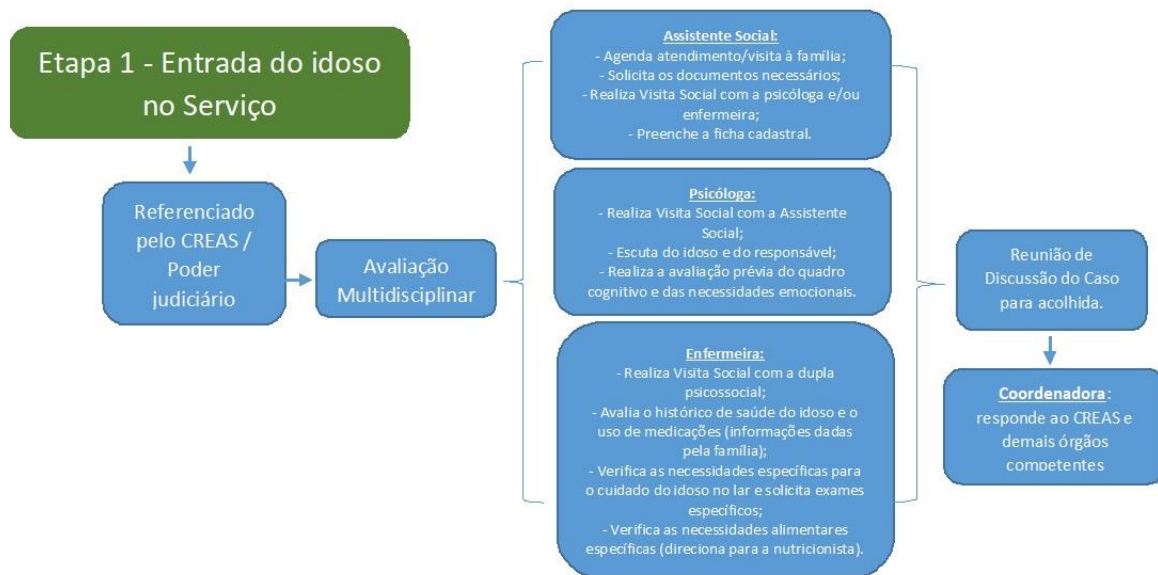 Etapa 1 - Entrada do idoso
no Serviço
Referenciado
pelo CREAS /
Poder
judiciário
Avaliação
Multidisciplinar
Assistente Social:
- Agenda atendimento/visita à família;
- Solicita os documentos necessários;
- Realiza Visita Social com a psicóloga e/ou
enfermeira;
- Preenche a ficha cadastral.
Psicóloga:
- Realiza Visita Social com a Assistente
Social;
- Escuta do idoso e do responsável;
- Realiza a avaliação prévia do quadro
cognitivo e das necessidades emocionais.
Enfermeira:
- Realiza Visita Social com a dupla
psicossocial;
- Avalia o histórico de saúde do idoso e o
uso de medicações (informações dadas
pela família);
- Verifica as necessidades específicas para
o cuidado do idoso no lar e solicita exames
específicos;
- Verifica as necessidades alimentares
específicas (direciona para a nutricionista).
Reunião de
Discussão do Caso
para acolhida.
Coordenadora:
responde ao CREAS e
demais órgãos
competentes